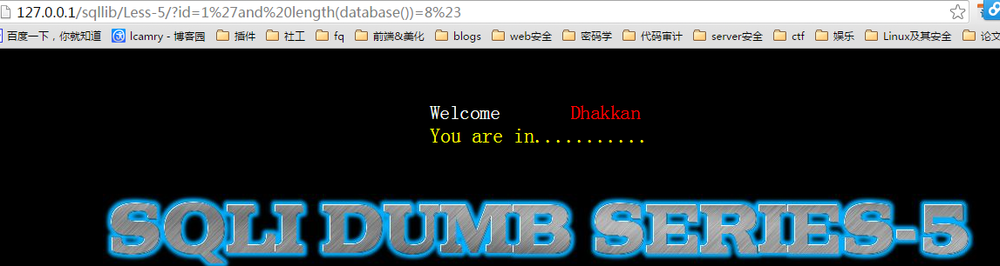 127.0.0.1/sqllib/Less-5/?id=1%27and%20length(database())=8%23
百度一下，你就知道 lcamry - 博客园 插件 社工 fq 前端&美化 blogs web安全 密码学 代码审计 server安全 ctf 娱乐 Linux及其安全 论文
Welcome Dhakkan
You are in...........
SQLI DUMB SERIES-5